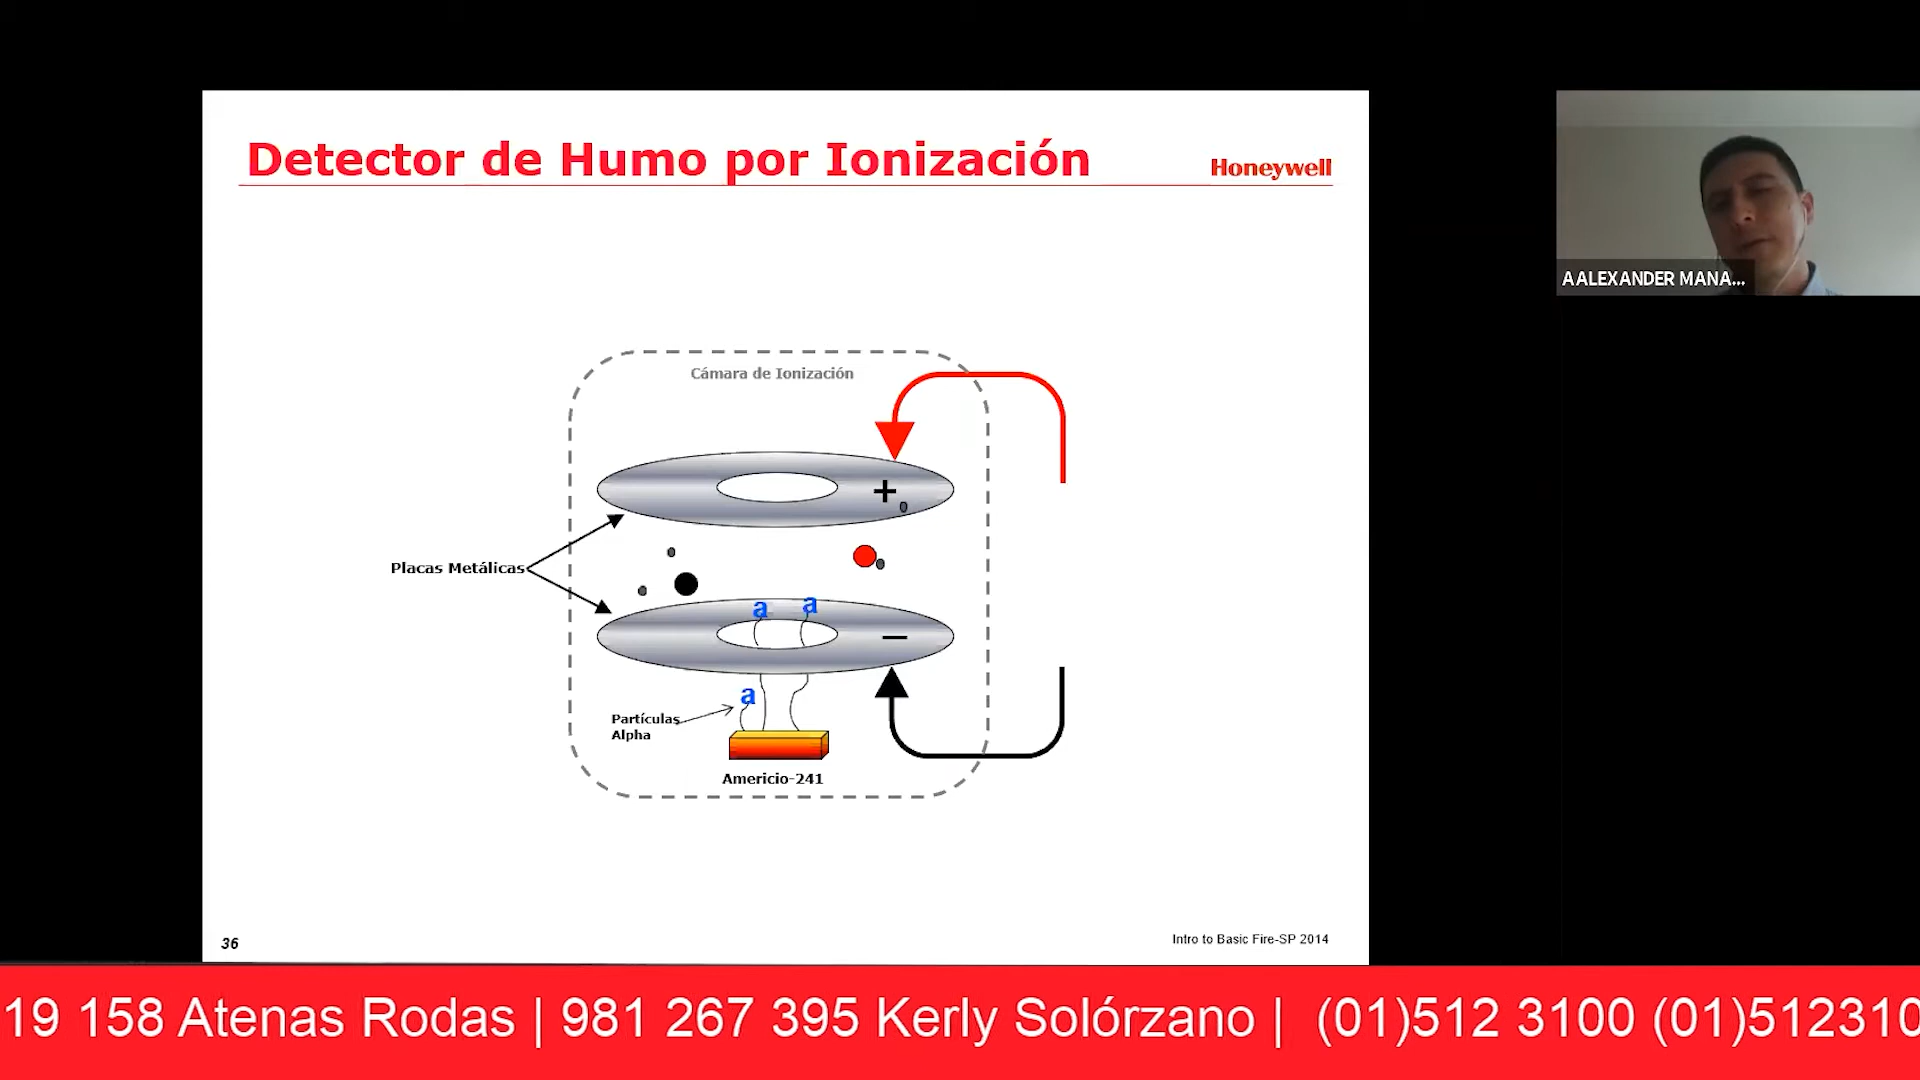 Detector de Humo por Ionización
Honeywell
A ALEXANDER MANA...
Cámara de Ionización
+
Placas Metálicas
a a
−
a
Partículas
Alpha
Americio-241
36
Intro to Basic Fire-SP 2014
19 158 Atenas Rodas | 981 267 395 Kerly Solórzano | (01)512 3100 (01)512310